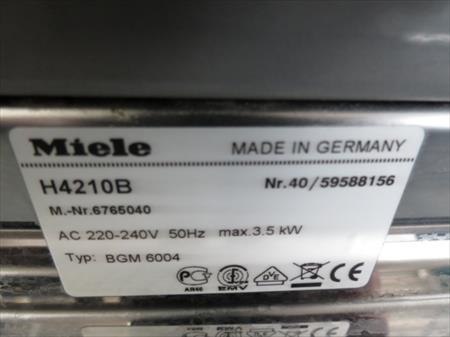 Miele MADE IN GERMANY
H4210B Nr.40/59588156
M.-Nr.6765040
AC 220-240V 50Hz max.3.5 kW
Typ: BGM 6004